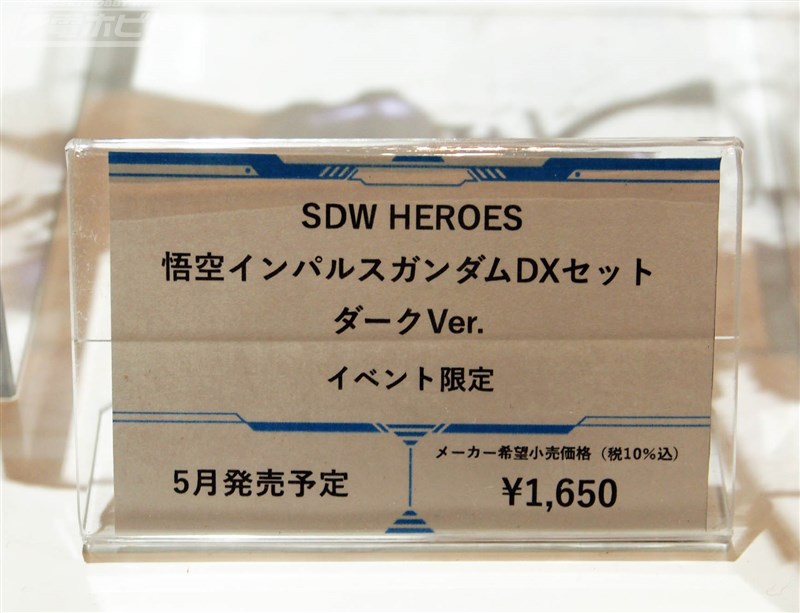 SDW HEROES
悟空インパルスガンダムDXセット
ダークVer.
イベント限定
5月発売予定
メーカー希望小売価格（税10%込）
¥1,650